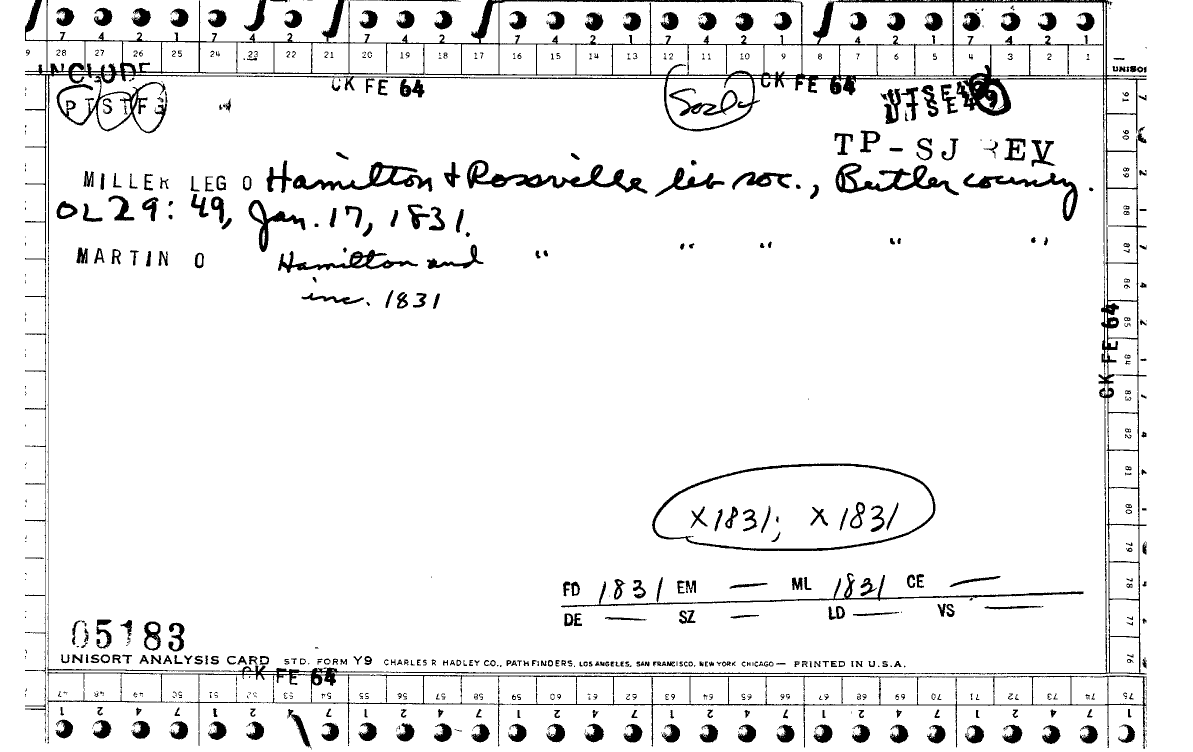 7 4 2 1 7 4 2 1 7 4 2 1 7 4 2 1 7 4 2 1 7 4 2 1 7 4 2 1
9 28 27 26 25 24 23 22 21 20 19 18 17 16 15 14 13 12 11 10 9 8 7 6 5 4 3 2 1
INCLUDE
CK FE 64
CK FE 64
UTSE49
UTSE49
UNISOR
PTSTFG
TP-SJ REV
MILLER LEG O Hamilton & Rossville lib soc., Butler county.
OL 29: 49, Jan. 17, 1831.
MARTIN O Hamilton and " " " " "
inc. 1831
CK FE 64
91 90 89 88 87 86 85 84 83 82 81 80 79 78 77 76
X1831; X1831
FD 1831 EM — ML 1831 CE —
DE — SZ — LD — VS —
05183
UNISORT ANALYSIS CARD STD. FORM Y9 CHARLES R HADLEY CO., PATHFINDERS, LOS ANGELES, SAN FRANCISCO, NEW YORK CHICAGO — PRINTED IN U.S.A.
CK FE 64
47 48 49 50 51 52 53 54 55 56 57 58 59 60 61 62 63 64 65 66 67 68 69 70 71 72 73 74 75
1 2 4 7 1 2 4 7 1 2 4 7 1 2 4 7 1 2 4 7 1 2 4 7 1 2 4 7 1